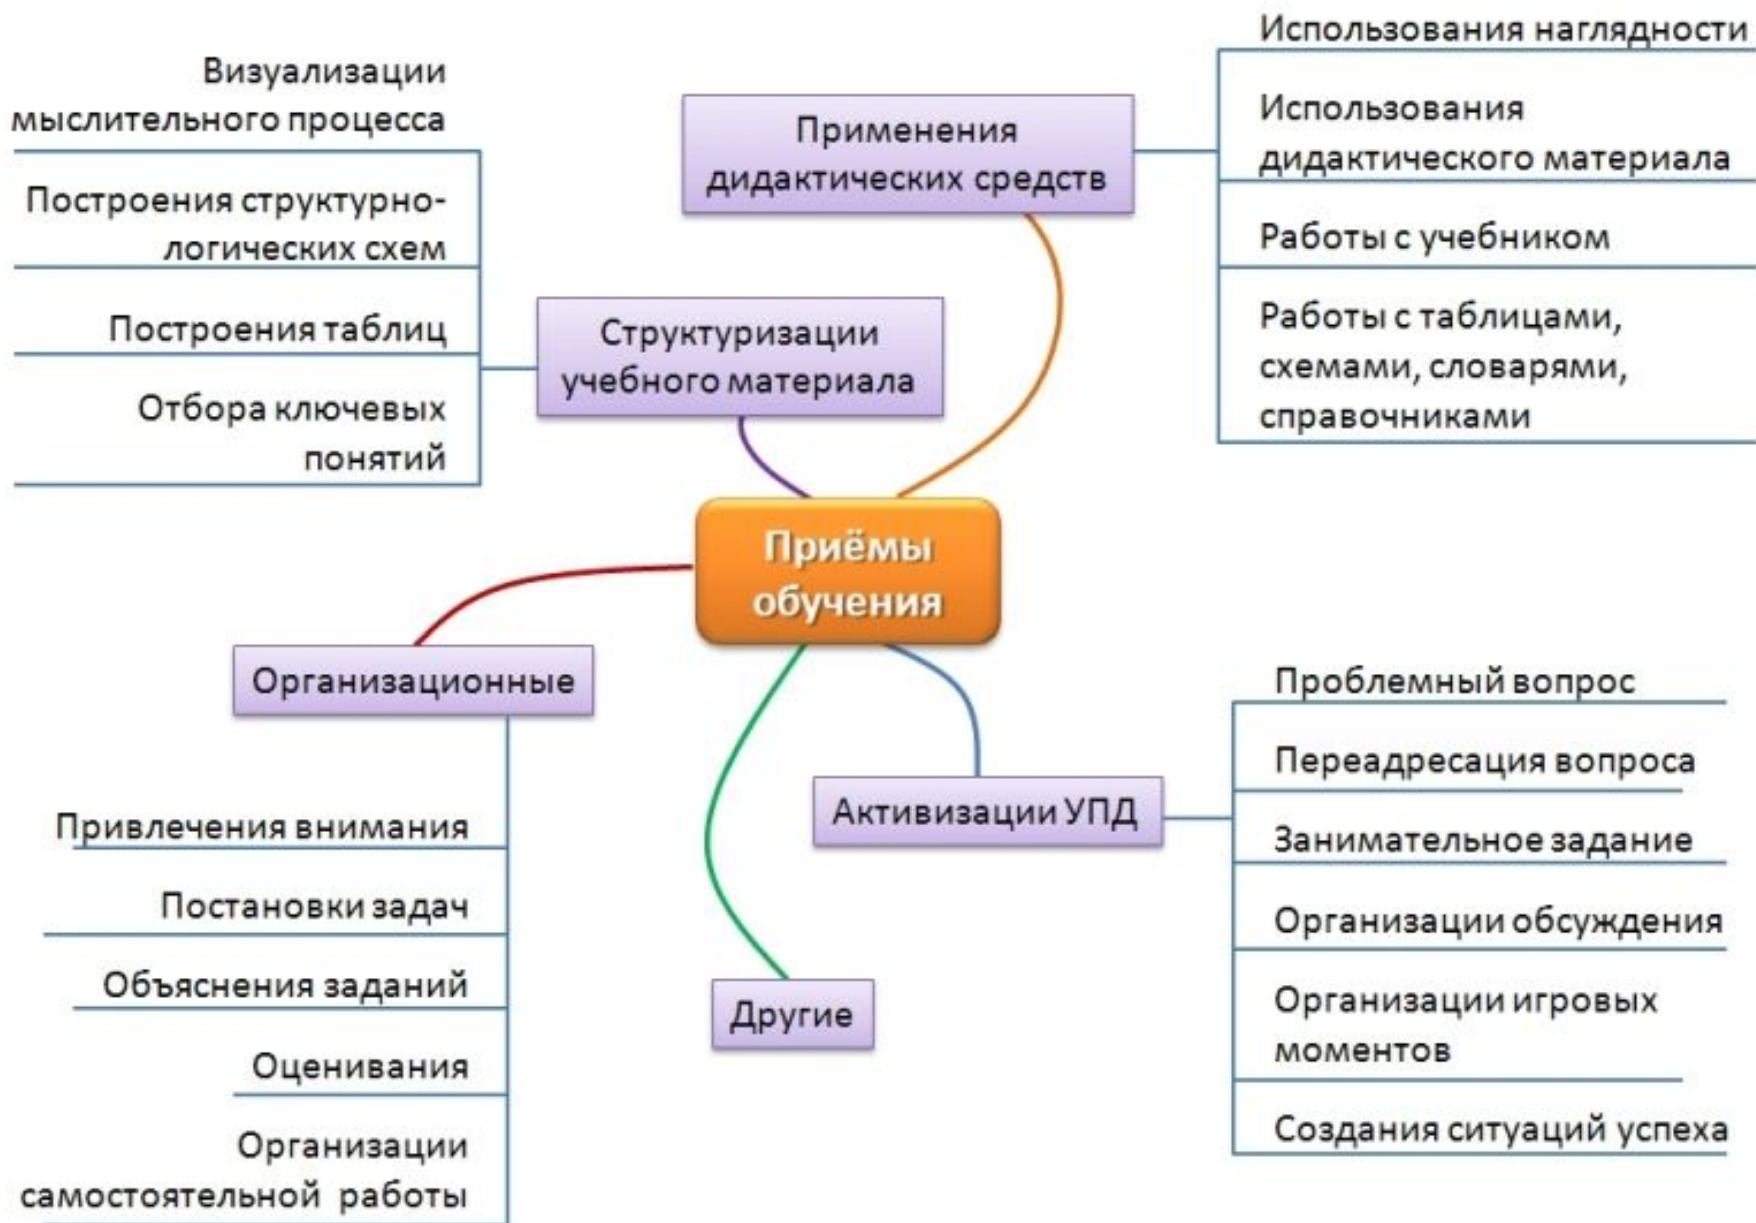 Визуализации
мыслительного процесса
Построения структурно-
логических схем
Построения таблиц
Отбора ключевых
понятий
Структуризации
учебного материала
Применения
дидактических средств
Использования наглядности
Использования
дидактического материала
Работы с учебником
Работы с таблицами,
схемами, словарями,
справочниками
Приёмы
обучения
Организационные
Привлечения внимания
Постановки задач
Объяснения заданий
Оценивания
Организации
самостоятельной работы
Другие
Активизации УПД
Проблемный вопрос
Переадресация вопроса
Занимательное задание
Организации обсуждения
Организации игровых
моментов
Создания ситуаций успеха